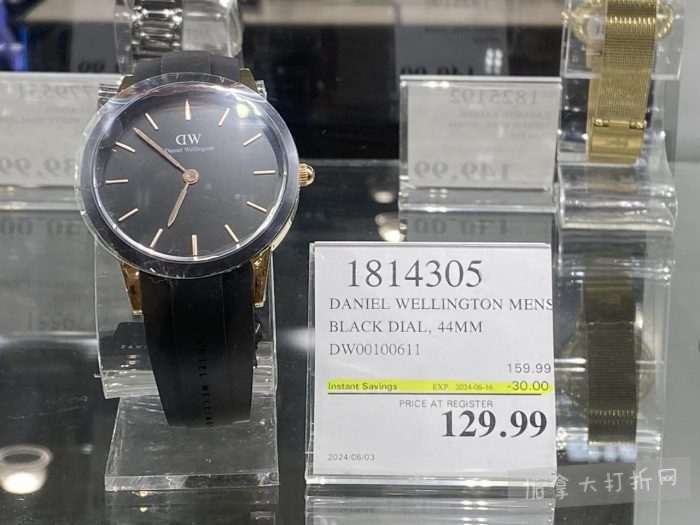 DW
Daniel Wellington
1825192
149.99
1814305
DANIEL WELLINGTON MENS
BLACK DIAL, 44MM
DW00100611
159.99
Instant Savings EXP. 2024-06-16 -30.00
PRICE AT REGISTER
129.99
2024/06/03
加拿大打折网